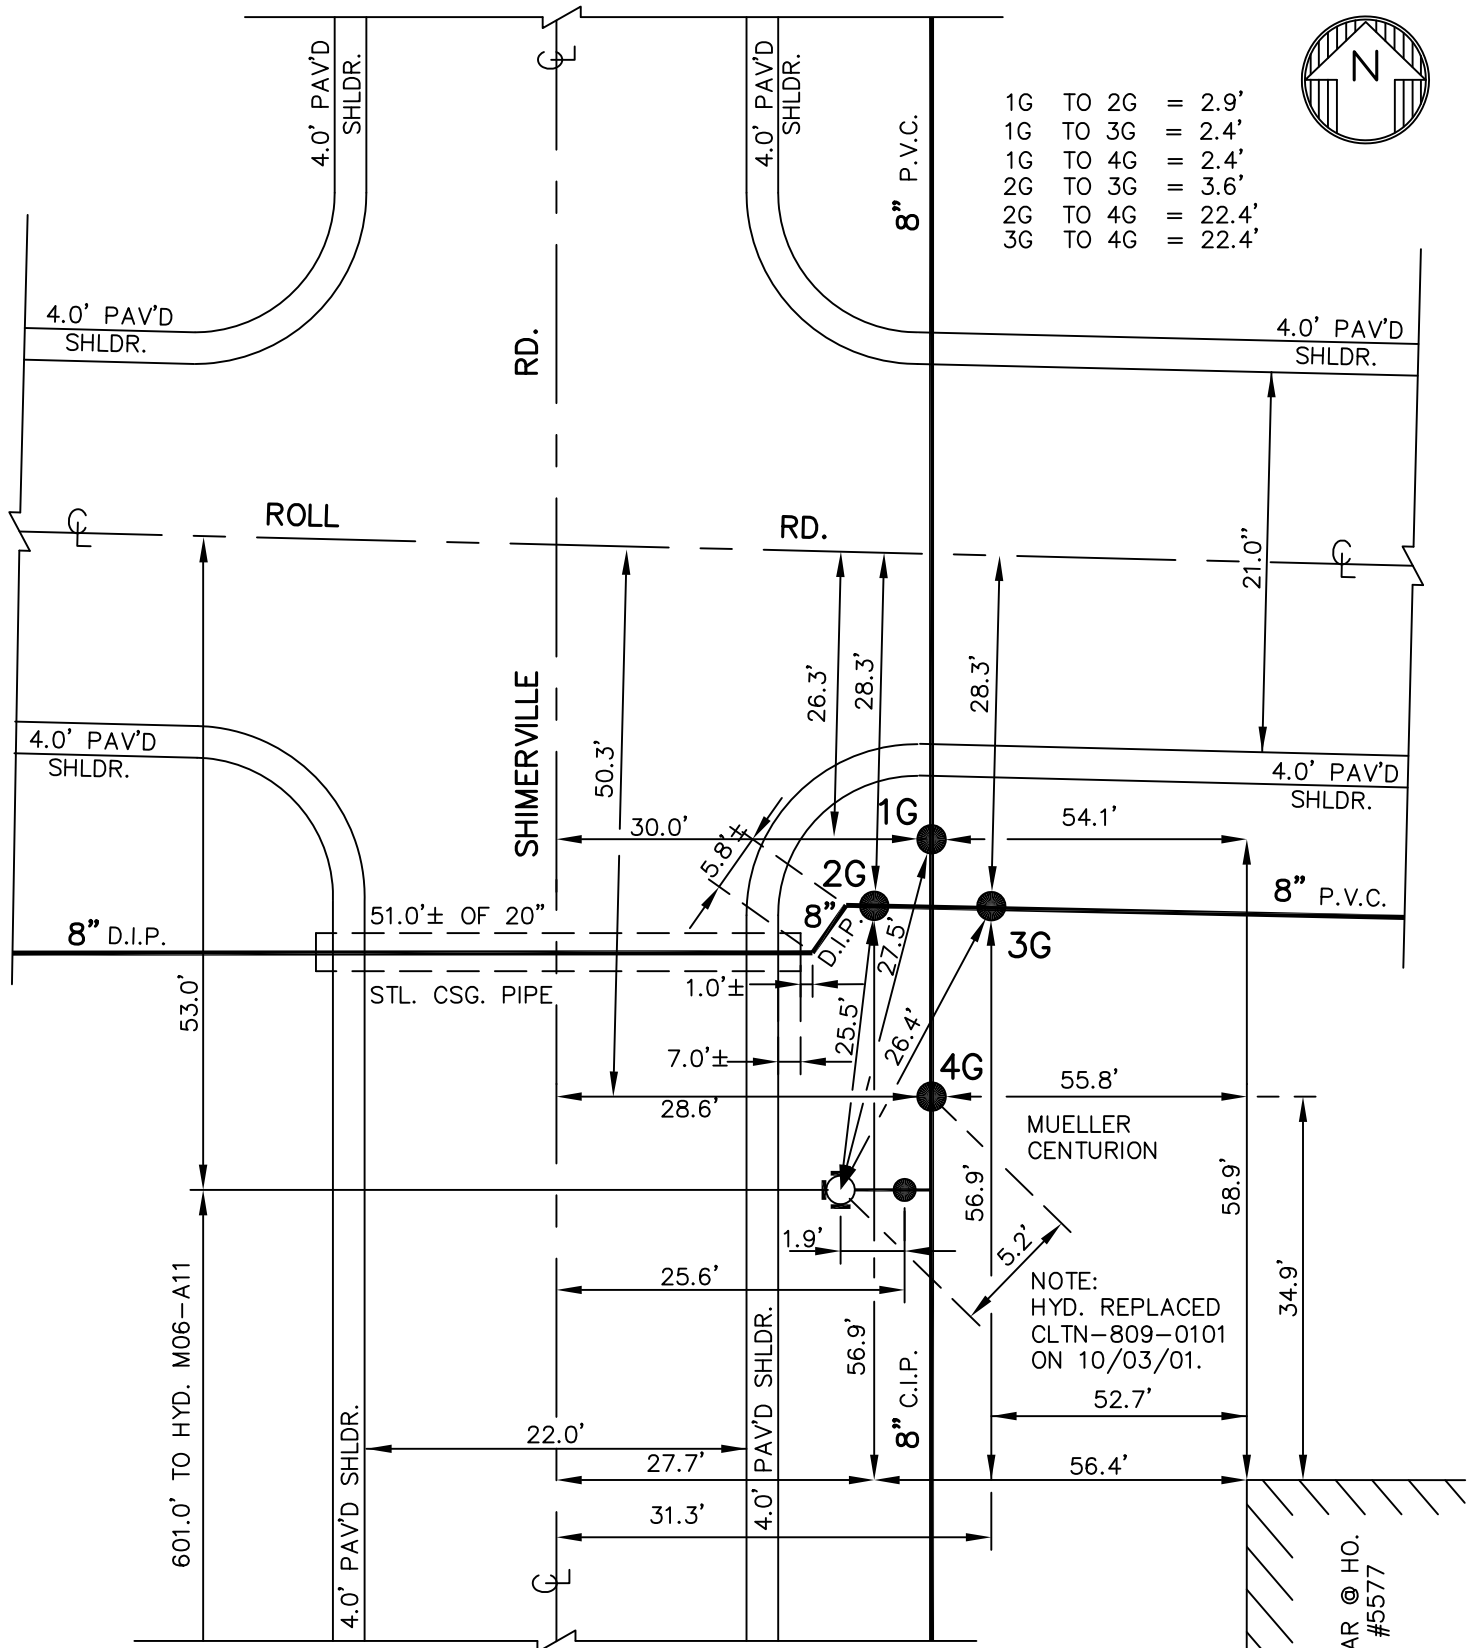 4.0' PAV'D
SHLDR.
4.0' PAV'D
SHLDR.
8" P.V.C.
1G TO 2G = 2.9'
1G TO 3G = 2.4'
1G TO 4G = 2.4'
2G TO 3G = 3.6'
2G TO 4G = 22.4'
3G TO 4G = 22.4'
N
4.0' PAV'D
SHLDR.
4.0' PAV'D
SHLDR.
SHIMERVILLE RD.
ROLL RD.
21.0"
26.3'
28.3'
28.3'
50.3'
4.0' PAV'D
SHLDR.
4.0' PAV'D
SHLDR.
1G
30.0'
54.1'
5.8'±
2G
8" D.I.P.
8" P.V.C.
51.0'± OF 20"
8" D.I.P.
STL. CSG. PIPE
3G
53.0'
1.0'±
25.5'
27.5'
26.4'
7.0'±
4G
28.6'
55.8'
MUELLER
CENTURION
56.9'
58.9'
1.9'
5.2'
25.6'
NOTE:
HYD. REPLACED
CLTN-809-0101
ON 10/03/01.
34.9'
56.9'
8" C.I.P.
52.7'
601.0' TO HYD. M06-A11
22.0'
27.7'
56.4'
31.3'
4.0' PAV'D SHLDR.
4.0' PAV'D SHLDR.
AR @ HO.
#5577